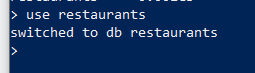 > use restaurants
switched to db restaurants
>